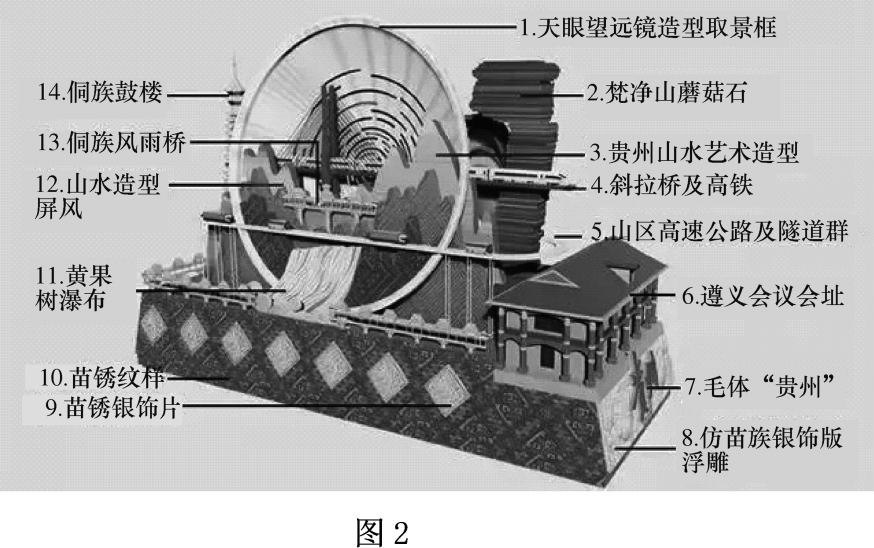 1.天眼望远镜造型取景框
2.梵净山蘑菇石
3.贵州山水艺术造型
4.斜拉桥及高铁
5.山区高速公路及隧道群
6.遵义会议会址
7.毛体“贵州”
8.仿苗族银饰版
浮雕
9.苗绣银饰片
10.苗绣纹样
11.黄果
树瀑布
12.山水造型
屏风
13.侗族风雨桥
14.侗族鼓楼
图 2